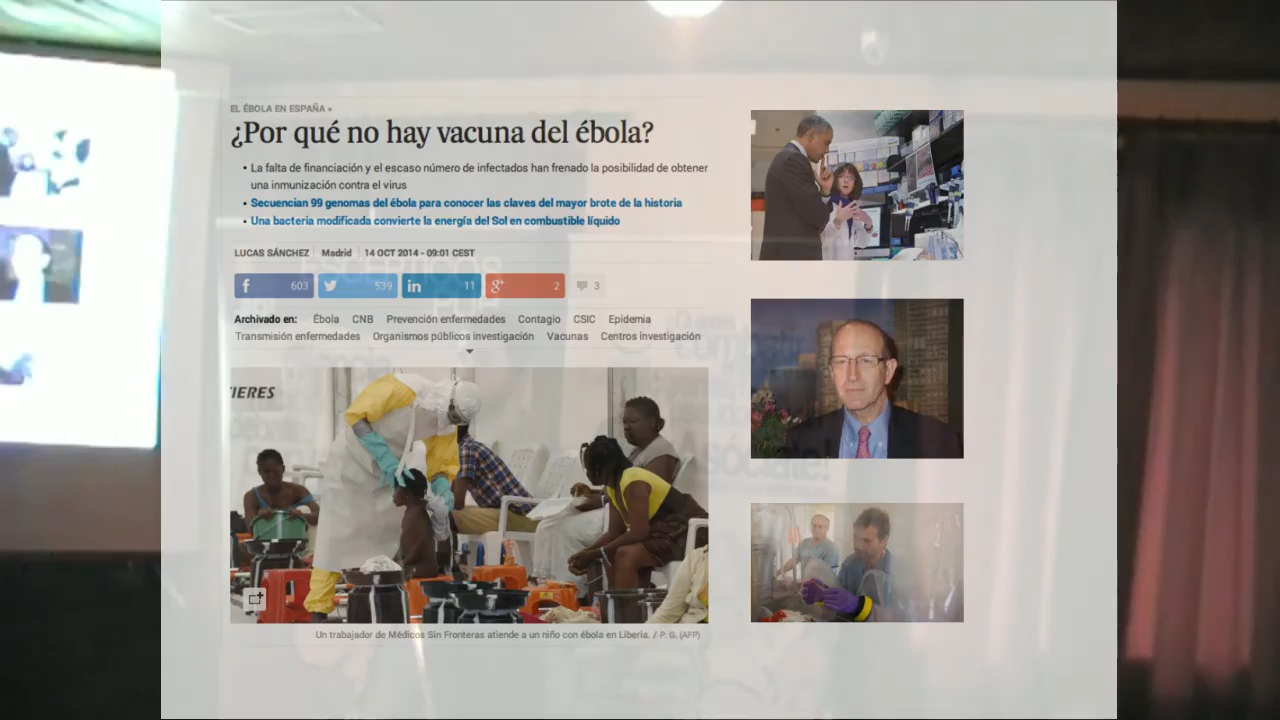 EL ÉBOLA EN ESPAÑA »
¿Por qué no hay vacuna del ébola?
• La falta de financiación y el escaso número de infectados han frenado la posibilidad de obtener
una inmunización contra el virus
• Secuencian 99 genomas del ébola para conocer las claves del mayor brote de la historia
• Una bacteria modificada convierte la energía del Sol en combustible líquido
LUCAS SÁNCHEZ Madrid 14 OCT 2014 - 09:01 CEST
603 539 in 11 g+ 2 3
Archivado en: Ébola CNB Prevención enfermedades Contagio CSIC Epidemia
Transmisión enfermedades Organismos públicos investigación Vacunas Centros investigación
IERES
Un trabajador de Médicos Sin Fronteras atiende a un niño con ébola en Liberia. / P. G. (AFP)